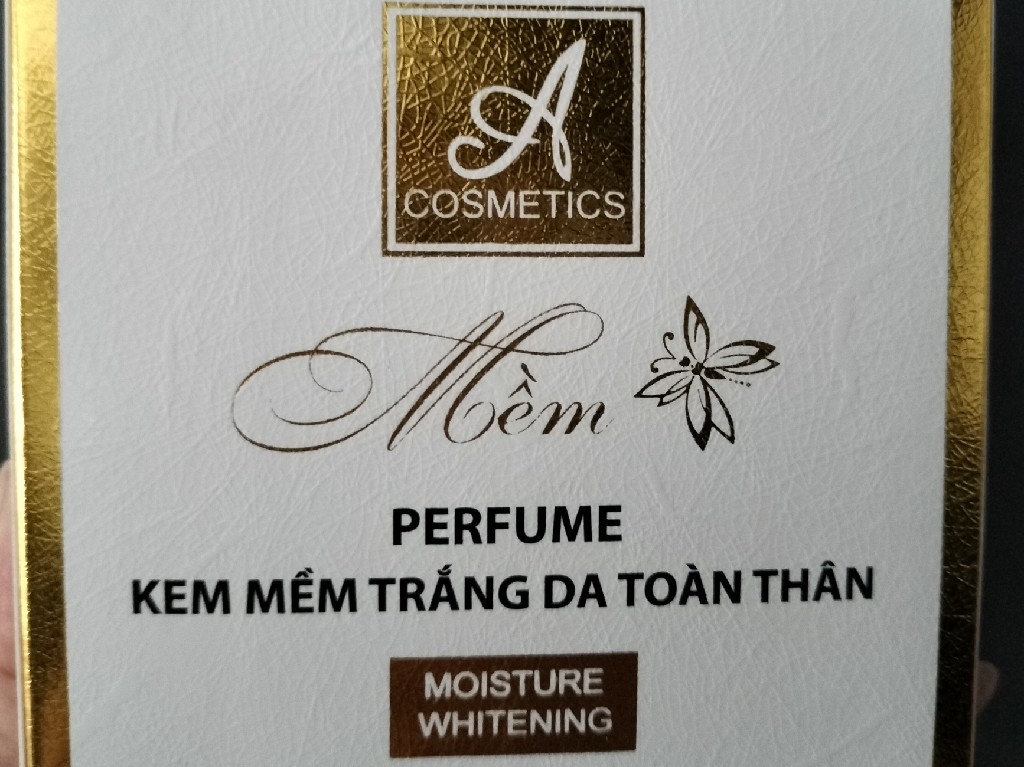 A
COSMETICS
Mềm
PERFUME
KEM MỀM TRẮNG DA TOÀN THÂN
MOISTURE
WHITENING